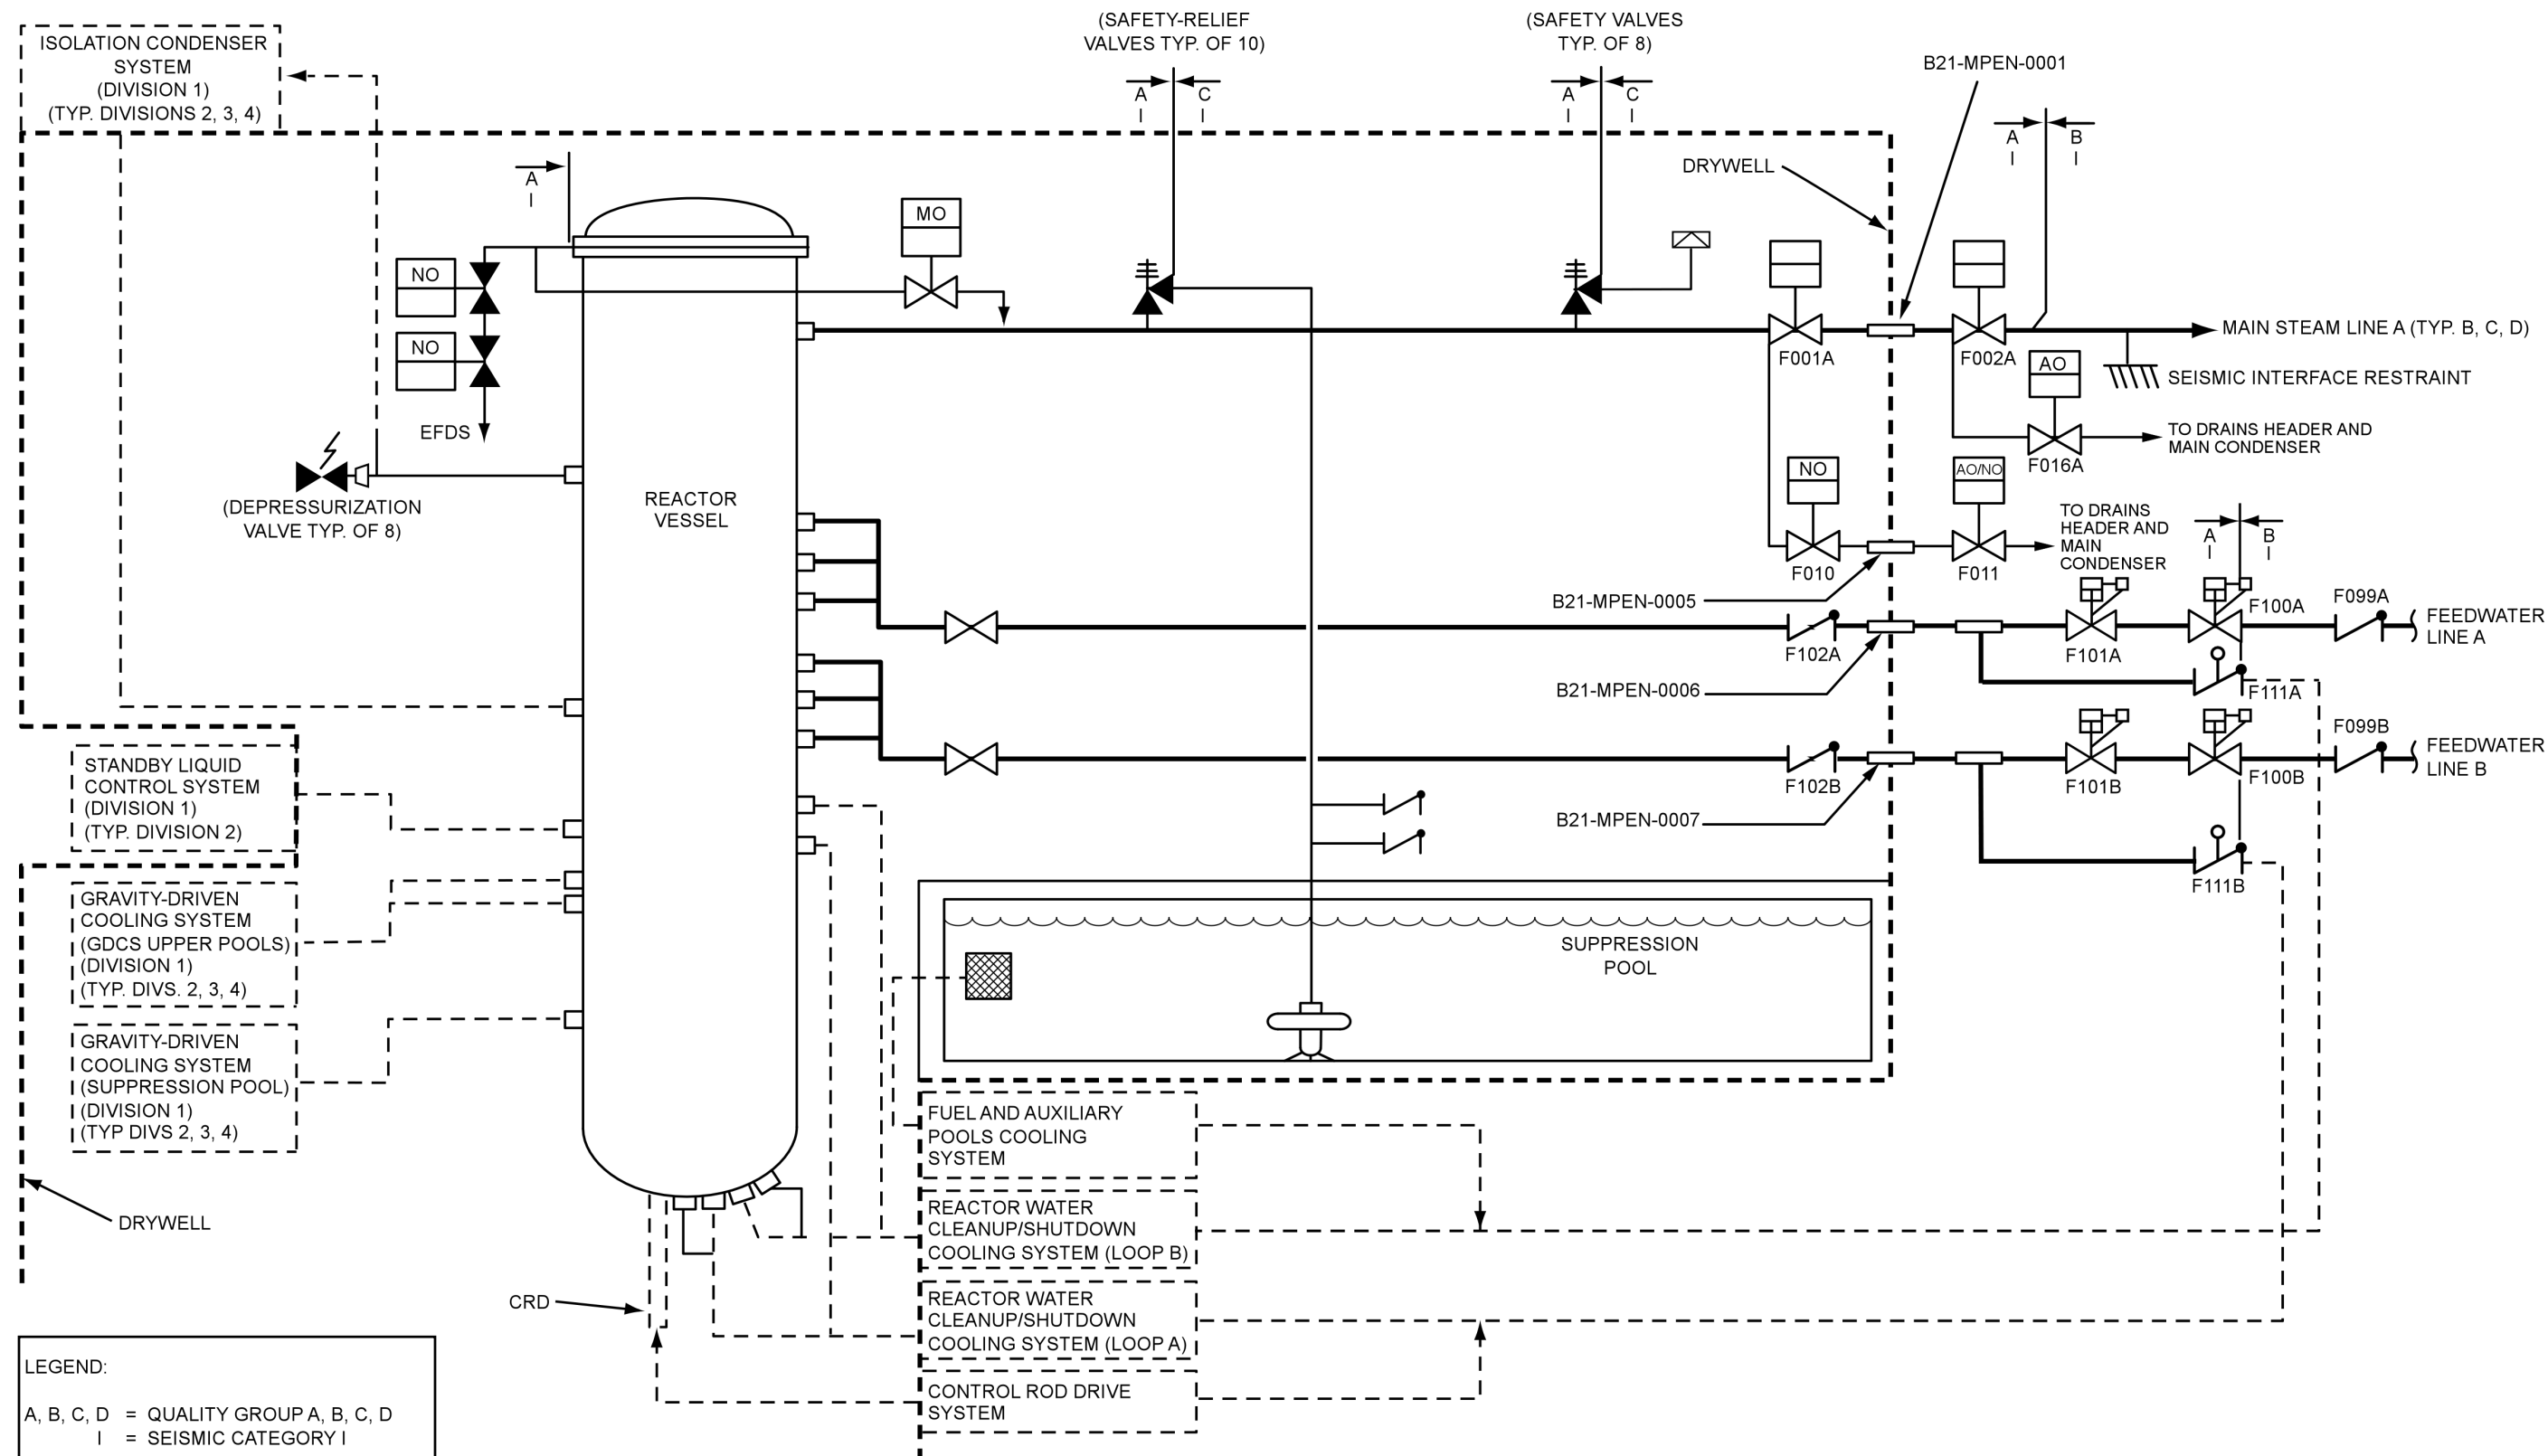 ISOLATION CONDENSER
SYSTEM
(DIVISION 1)
(TYP. DIVISIONS 2, 3, 4)
(SAFETY-RELIEF
VALVES TYP. OF 10)
A
I
C
I
(SAFETY VALVES
TYP. OF 8)
A
I
C
I
B21-MPEN-0001
A
I
B
I
DRYWELL
A
I
MO
NO
NO
EFDS
F001A
F002A
MAIN STEAM LINE A (TYP. B, C, D)
AO
SEISMIC INTERFACE RESTRAINT
TO DRAINS HEADER AND
MAIN CONDENSER
F016A
(DEPRESSURIZATION
VALVE TYP. OF 8)
REACTOR
VESSEL
NO
AO/NO
F010
F011
TO DRAINS
HEADER AND
MAIN
CONDENSER
A
I
B
I
B21-MPEN-0005
F102A
F101A
F100A
F099A
FEEDWATER
LINE A
B21-MPEN-0006
F111A
F102B
F101B
F100B
F099B
FEEDWATER
LINE B
B21-MPEN-0007
F111B
STANDBY LIQUID
CONTROL SYSTEM
(DIVISION 1)
(TYP. DIVISION 2)
GRAVITY-DRIVEN
COOLING SYSTEM
(GDCS UPPER POOLS)
(DIVISION 1)
(TYP. DIVS. 2, 3, 4)
GRAVITY-DRIVEN
COOLING SYSTEM
(SUPPRESSION POOL)
(DIVISION 1)
(TYP DIVS 2, 3, 4)
SUPPRESSION
POOL
DRYWELL
FUEL AND AUXILIARY
POOLS COOLING
SYSTEM
REACTOR WATER
CLEANUP/SHUTDOWN
COOLING SYSTEM (LOOP B)
REACTOR WATER
CLEANUP/SHUTDOWN
COOLING SYSTEM (LOOP A)
CONTROL ROD DRIVE
SYSTEM
CRD
LEGEND:
A, B, C, D = QUALITY GROUP A, B, C, D
I = SEISMIC CATEGORY I